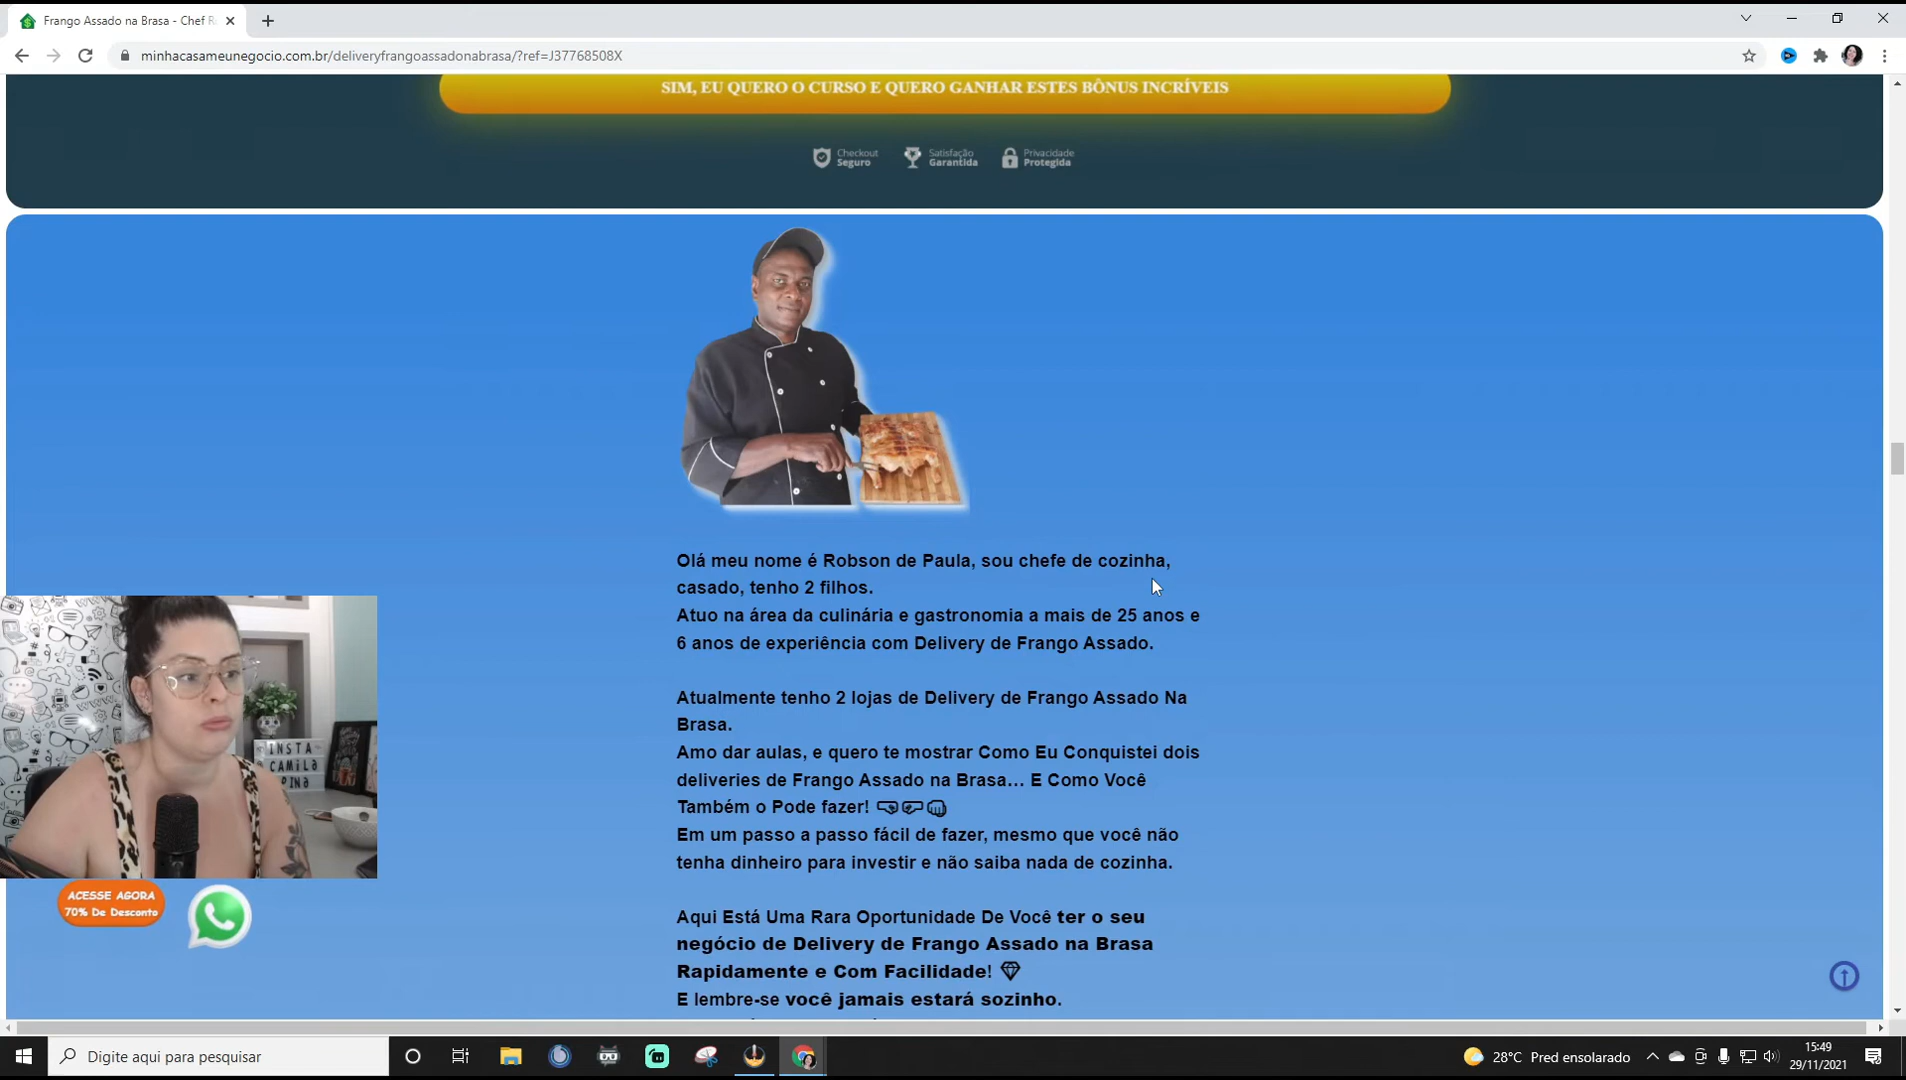 Frango Assado na Brasa - Chef R
minhacasameunegocio.com.br/deliveryfrangoassadonabrasa/?ref=J37768508X
SIM, EU QUERO O CURSO E QUERO GANHAR ESTES BÔNUS INCRÍVEIS
Checkout Seguro
Satisfação Garantida
Privacidade Protegida
Olá meu nome é Robson de Paula, sou chefe de cozinha,
casado, tenho 2 filhos.
Atuo na área da culinária e gastronomia a mais de 25 anos e
6 anos de experiência com Delivery de Frango Assado.
Atualmente tenho 2 lojas de Delivery de Frango Assado Na
Brasa.
Amo dar aulas, e quero te mostrar Como Eu Conquistei dois
deliveries de Frango Assado na Brasa… E Como Você
Também o Pode fazer!
Em um passo a passo fácil de fazer, mesmo que você não
tenha dinheiro para investir e não saiba nada de cozinha.
Aqui Está Uma Rara Oportunidade De Você ter o seu
negócio de Delivery de Frango Assado na Brasa
Rapidamente e Com Facilidade!
E lembre-se você jamais estará sozinho.
INSTA
CAMILA
PINA
ACESSE AGORA
70% De Desconto
Digite aqui para pesquisar
28°C Pred ensolarado
15:49
29/11/2021